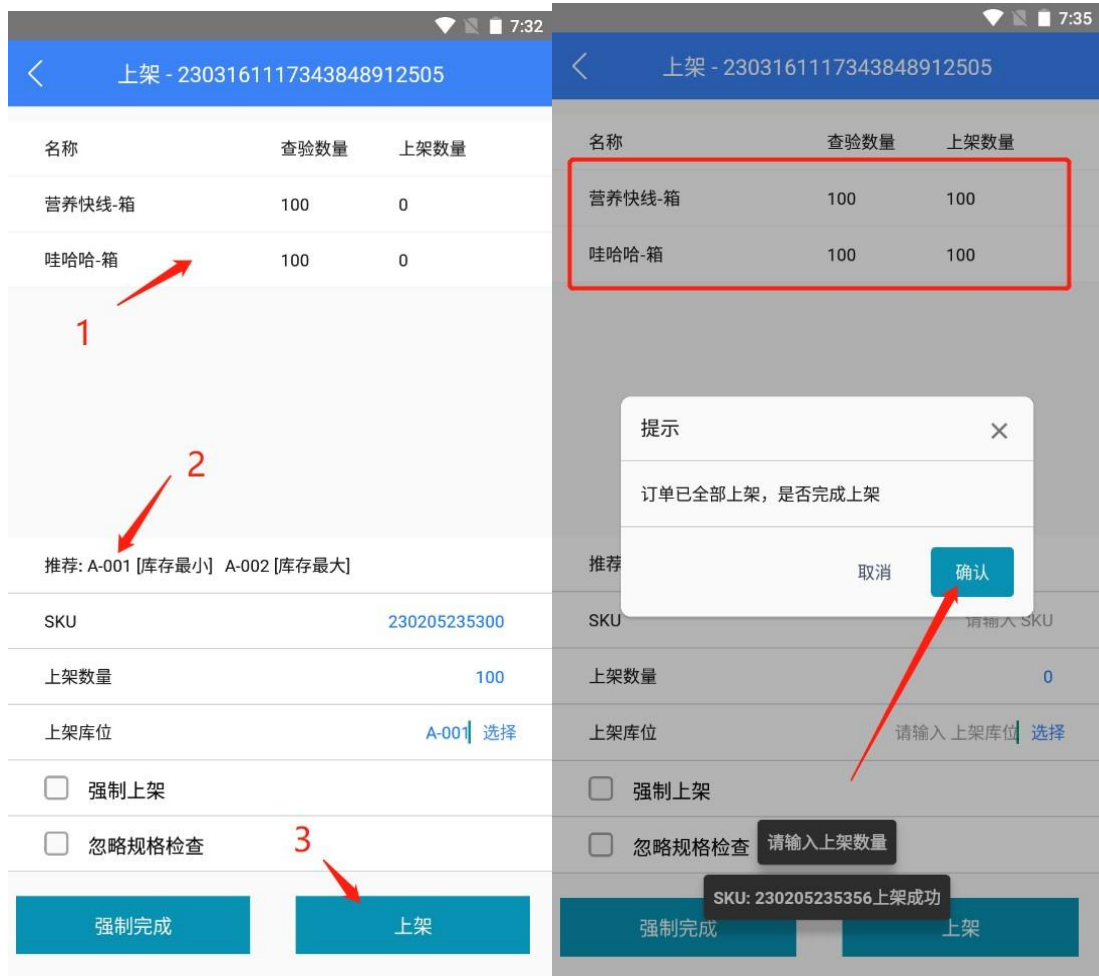 7:32
上架 - 2303161117343848912505
名称 查验数量 上架数量
营养快线-箱 100 0
哇哈哈-箱 100 0
1
2
推荐: A-001 [库存最小] A-002 [库存最大]
SKU 230205235300
上架数量 100
上架库位 A-001 选择
强制上架
忽略规格检查
3
强制完成 上架
7:35
上架 - 2303161117343848912505
名称 查验数量 上架数量
营养快线-箱 100 100
哇哈哈-箱 100 100
提示
订单已全部上架，是否完成上架
取消 确认
推荐
SKU 请输入 SKU
上架数量 0
上架库位 请输入 上架库位 选择
强制上架
忽略规格检查
请输入上架数量
SKU: 230205235356上架成功
强制完成 上架